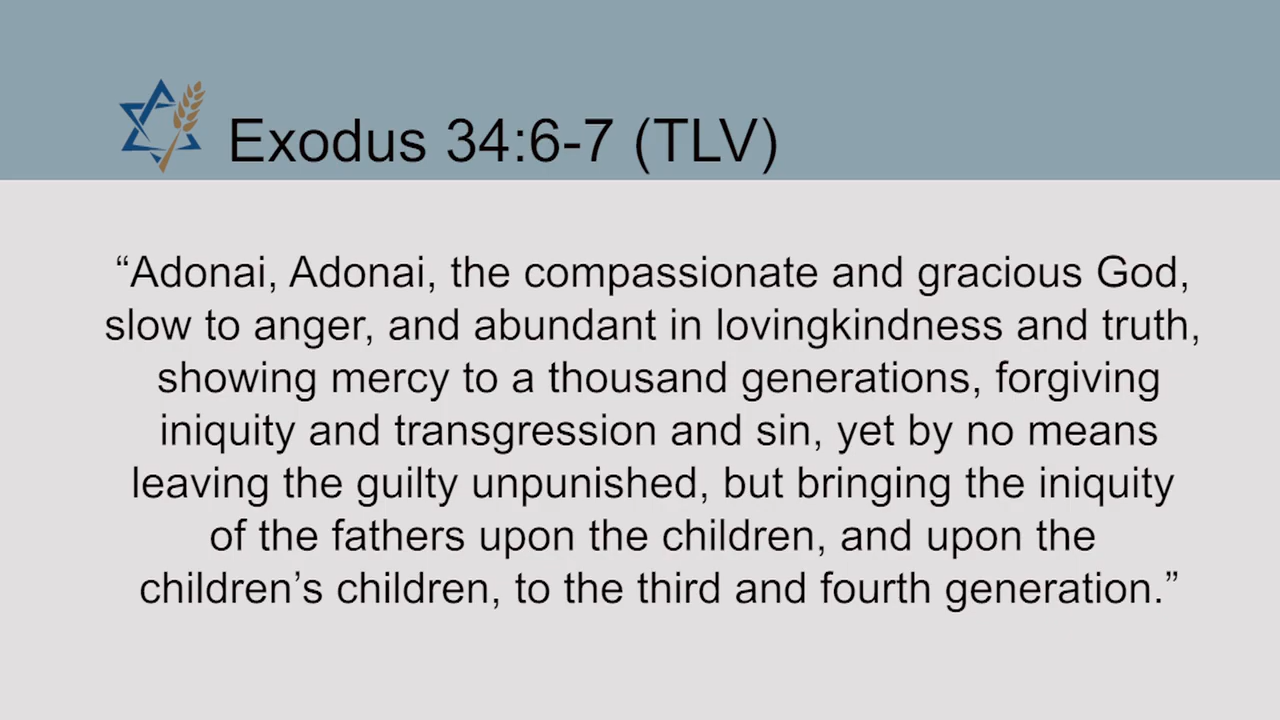 Exodus 34:6-7 (TLV)
“Adonai, Adonai, the compassionate and gracious God,
slow to anger, and abundant in lovingkindness and truth,
showing mercy to a thousand generations, forgiving
iniquity and transgression and sin, yet by no means
leaving the guilty unpunished, but bringing the iniquity
of the fathers upon the children, and upon the
children’s children, to the third and fourth generation.”